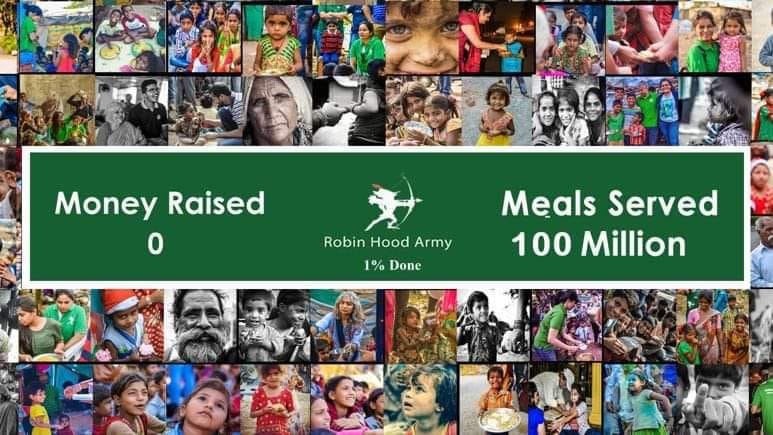 Money Raised
0
Robin Hood Army
1% Done
Meals Served
100 Million